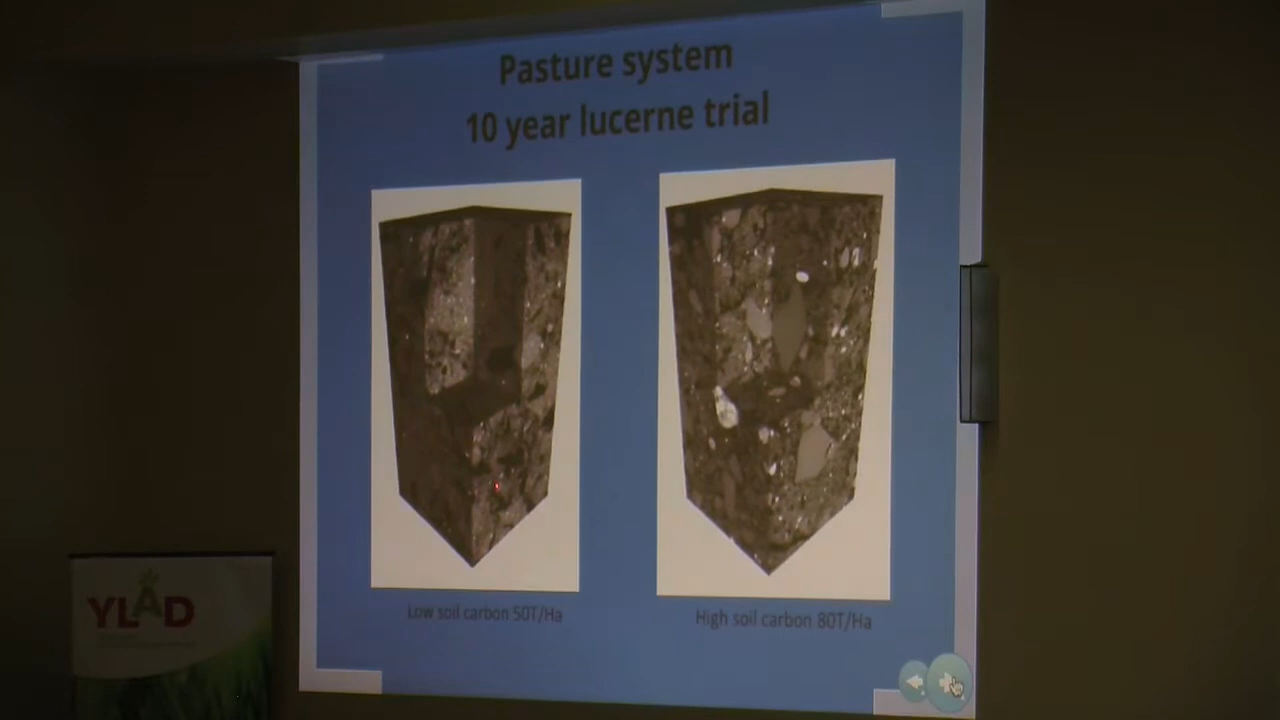 Pasture system
10 year lucerne trial
Low soil carbon 50T/Ha
High soil carbon 80T/Ha
YLAD